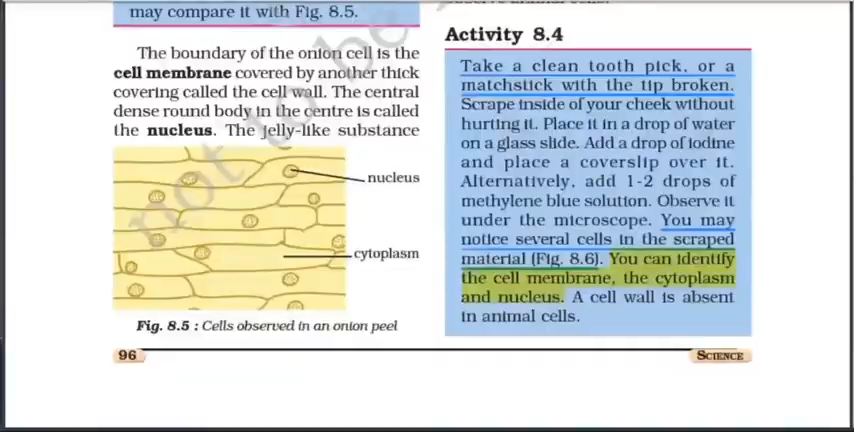 may compare it with Fig. 8.5.
The boundary of the onion cell is the
cell membrane covered by another thick
covering called the cell wall. The central
dense round body in the centre is called
the nucleus. The jelly-like substance
nucleus
cytoplasm
Fig. 8.5 : Cells observed in an onion peel
Activity 8.4
Take a clean tooth pick, or a
matchstick with the tip broken.
Scrape inside of your cheek without
hurting it. Place it in a drop of water
on a glass slide. Add a drop of iodine
and place a coverslip over it.
Alternatively, add 1-2 drops of
methylene blue solution. Observe it
under the microscope. You may
notice several cells in the scraped
material (Fig. 8.6). You can identify
the cell membrane, the cytoplasm
and nucleus. A cell wall is absent
in animal cells.
96
SCIENCE
not to be